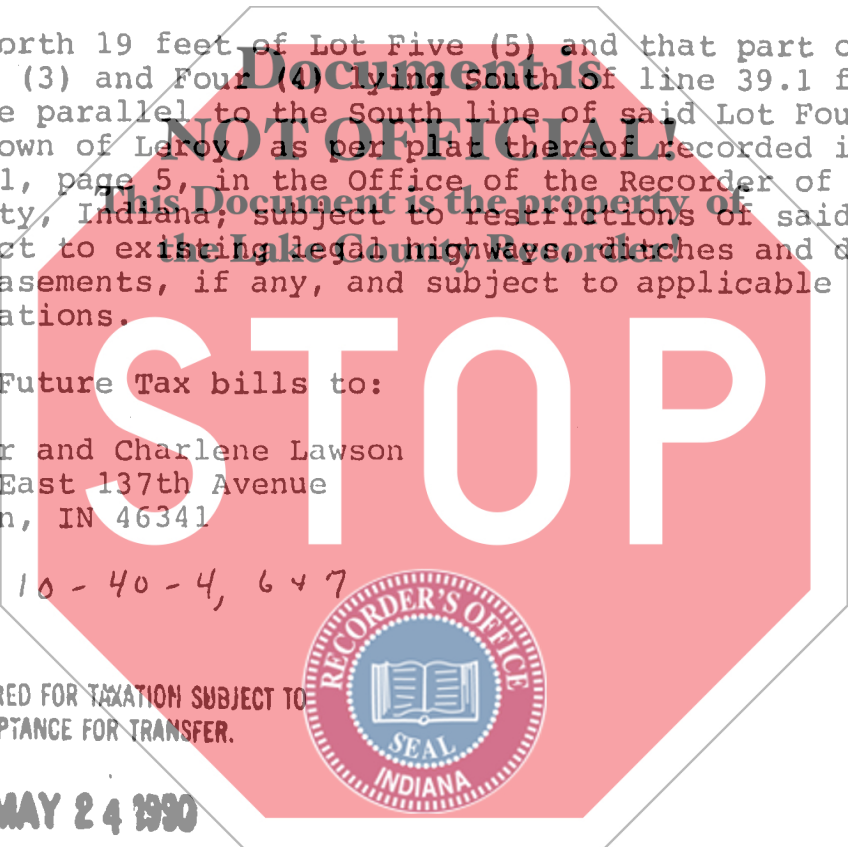 orth 19 feet of Lot Five (5) and that part o
(3) and Four (4) lying South of line 39.1 f
e parallel to the South line of said Lot Fou
own of Leroy, as per plat thereof recorded i
1, page 5, in the Office of the Recorder of
ty, Indiana; subject to restrictions of said
ct to existing legal highways, ditches and d
asements, if any, and subject to applicable
ations.
Document is
NOT OFFICIAL!
This Document is the property of
the Lake County Recorder!
STOP
Future Tax bills to:
r and Charlene Lawson
East 137th Avenue
n, IN 46341
10-40-4, 6 + 7
RECORDER'S OFFICE
SEAL
INDIANA
RED FOR TAXATION SUBJECT TO
PTANCE FOR TRANSFER.
MAY 24 1990